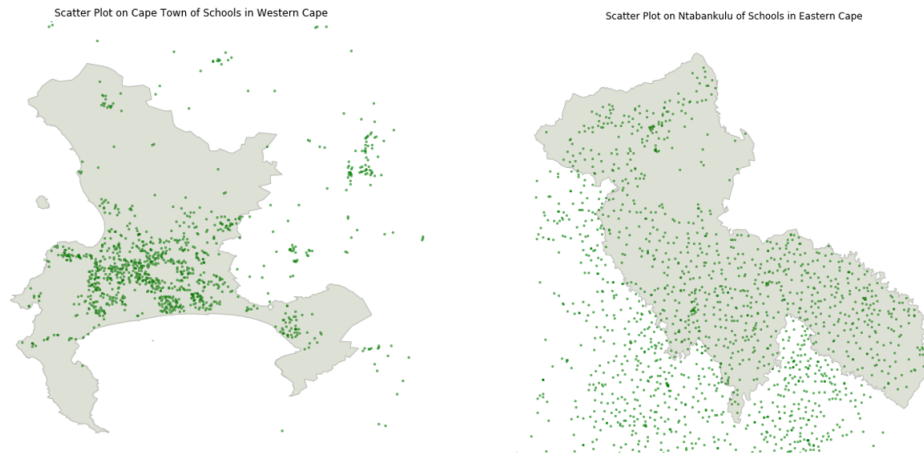 Scatter Plot on Cape Town of Schools in Western Cape
Scatter Plot on Ntabankulu of Schools in Eastern Cape